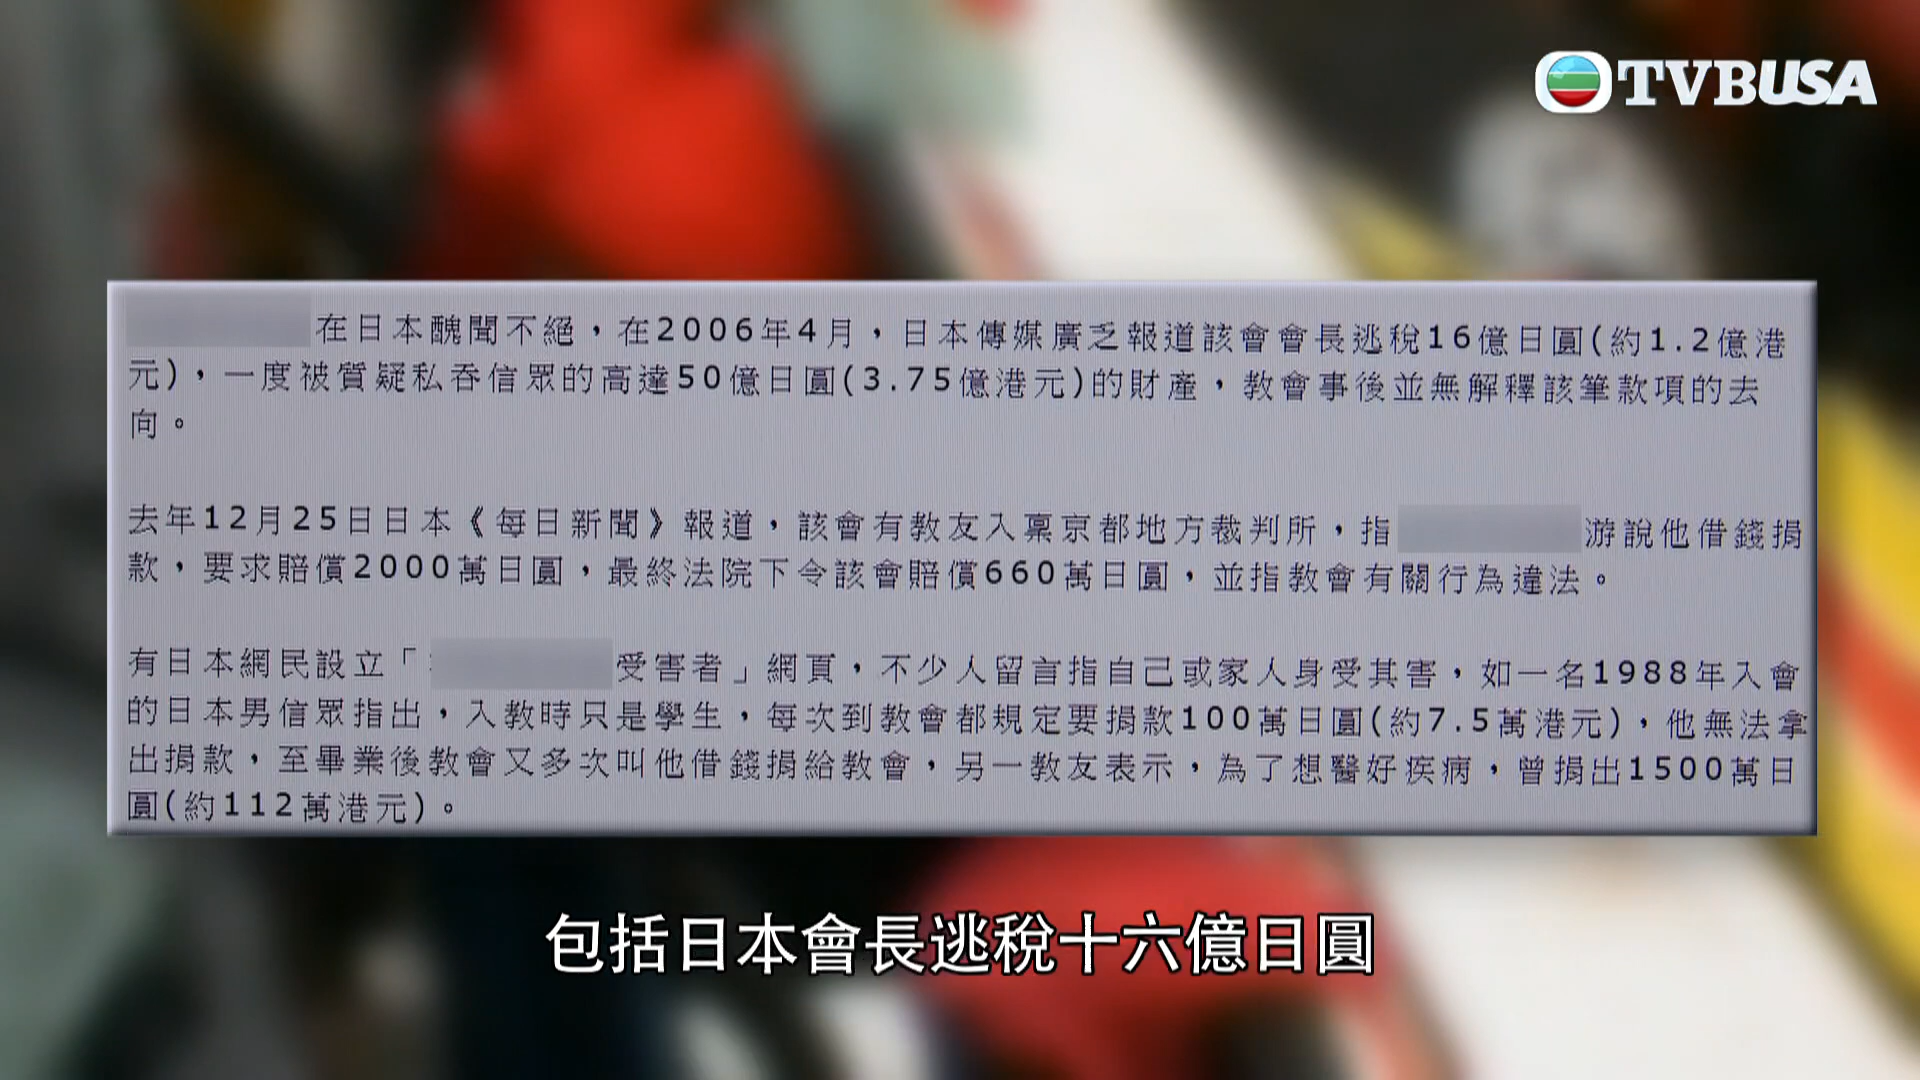 TVBUSA
在日本醜聞不絕，在2006年4月，日本傳媒廣乏報道該會會長逃稅16億日圓(約1.2億港
元)，一度被質疑私吞信眾的高達50億日圓(3.75億港元)的財產，教會事後並無解釋該筆款項的去
向。
去年12月25日日本《每日新聞》報道，該會有教友入稟京都地方裁判所，指 游說他借錢捐
款，要求賠償2000萬日圓，最終法院下令該會賠償660萬日圓，並指教會有關行為違法。
有日本網民設立「 受害者」網頁，不少人留言指自己或家人身受其害，如一名1988年入會
的日本男信眾指出，入教時只是學生，每次到教會都規定要捐款100萬日圓(約7.5萬港元)，他無法拿
出捐款，至畢業後教會又多次叫他借錢捐給教會，另一教友表示，為了想醫好疾病，曾捐出1500萬日
圓(約112萬港元)。
包括日本會長逃稅十六億日圓